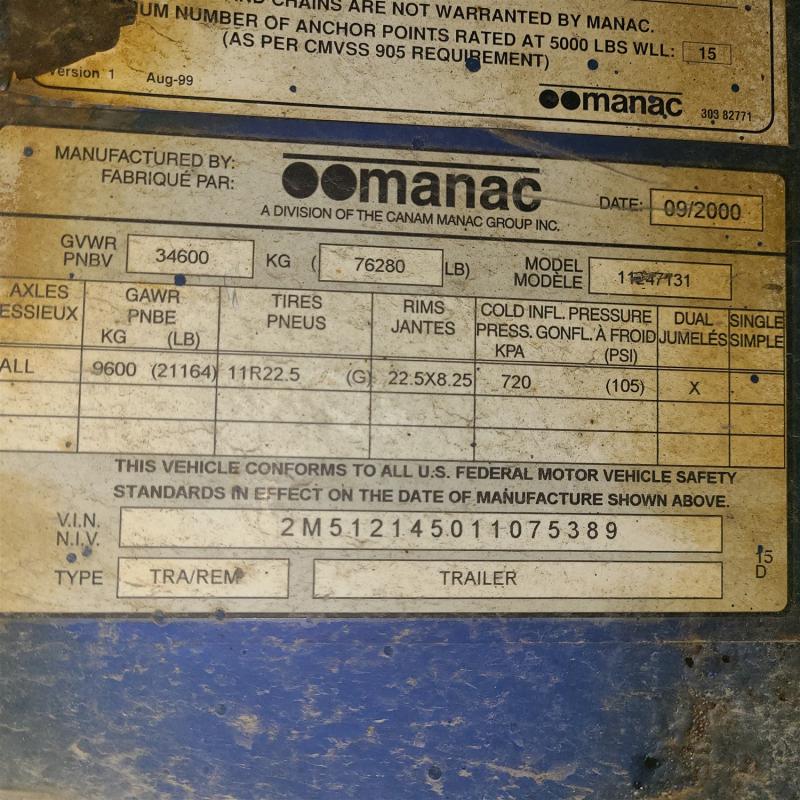 AND CHAINS ARE NOT WARRANTED BY MANAC.
NUMBER OF ANCHOR POINTS RATED AT 5000 LBS WLL: 15
(AS PER CMVSS 905 REQUIREMENT)
Version 1 Aug-99
manac 303 82771
MANUFACTURED BY:
FABRIQUÉ PAR:
manac
A DIVISION OF THE CANAM MANAC GROUP INC.
DATE: 09/2000
GVWR
PNBV
34600 KG ( 76280 LB)
MODEL
MODÈLE
AXLES
ESSIEUX
GAWR
PNBE
KG (LB)
TIRES
PNEUS
RIMS
JANTES
COLD INFL. PRESSURE
PRESS. GONFL. À FROID
KPA (PSI)
DUAL
JUMELÉS
SINGLE
SIMPLE
ALL 9600 (21164) 11R22.5 (G) 22.5X8.25 720 (105) X
THIS VEHICLE CONFORMS TO ALL U.S. FEDERAL MOTOR VEHICLE SAFETY
STANDARDS IN EFFECT ON THE DATE OF MANUFACTURE SHOWN ABOVE.
V.I.N.
N.I.V.
2M512145011075389
TYPE TRA/REM TRAILER
15
D